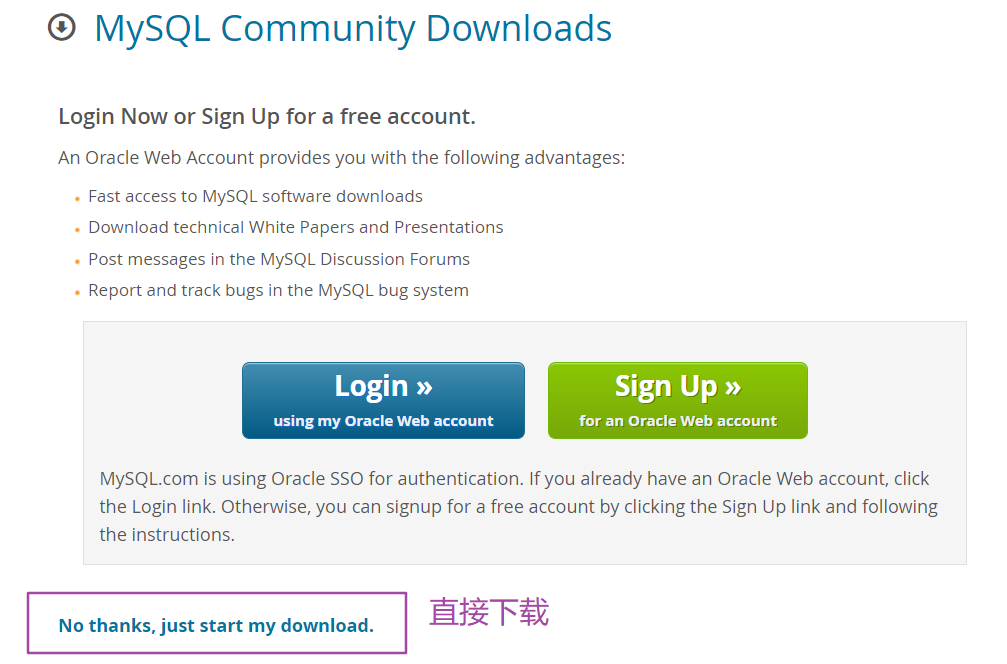 MySQL Community Downloads
Login Now or Sign Up for a free account.
An Oracle Web Account provides you with the following advantages:
Fast access to MySQL software downloads
Download technical White Papers and Presentations
Post messages in the MySQL Discussion Forums
Report and track bugs in the MySQL bug system
Login »
using my Oracle Web account
Sign Up »
for an Oracle Web account
MySQL.com is using Oracle SSO for authentication. If you already have an Oracle Web account, click
the Login link. Otherwise, you can signup for a free account by clicking the Sign Up link and following
the instructions.
No thanks, just start my download.
直接下载